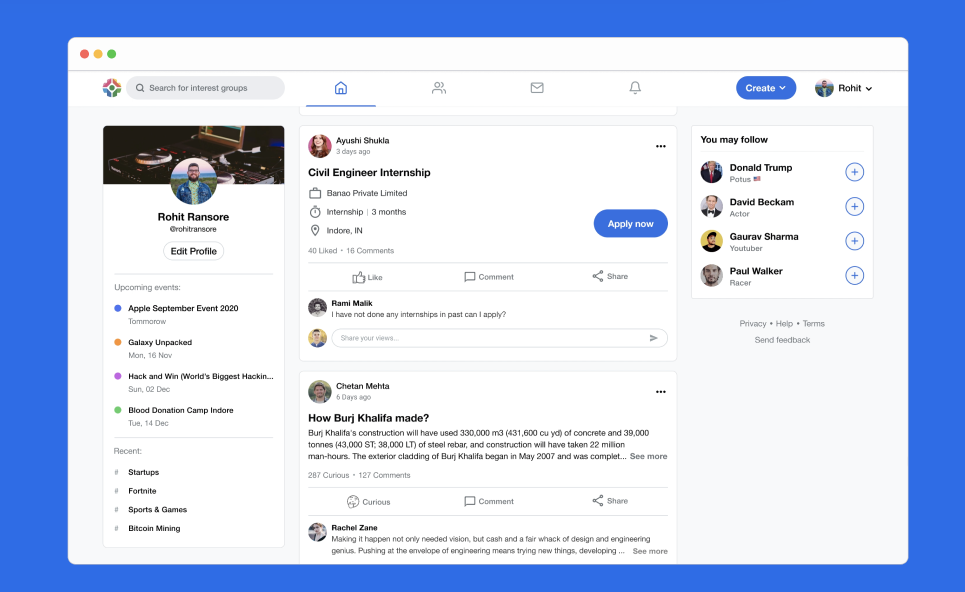 Search for interest groups
Create
Rohit
Rohit Ransore
@rohitransore
Edit Profile
Upcoming events:
Apple September Event 2020
Tommorow
Galaxy Unpacked
Mon, 16 Nov
Hack and Win (World's Biggest Hackin...
Sun, 02 Dec
Blood Donation Camp Indore
Tue, 14 Dec
Recent:
# Startups
# Fortnite
# Sports & Games
# Bitcoin Mining
Ayushi Shukla
3 days ago
Civil Engineer Internship
Banao Private Limited
Internship | 3 months
Indore, IN
Apply now
40 Liked • 16 Comments
Like
Comment
Share
Rami Malik
I have not done any internships in past can I apply?
Share your views...
Chetan Mehta
6 Days ago
How Burj Khalifa made?
Burj Khalifa's construction will have used 330,000 m3 (431,600 cu yd) of concrete and 39,000
tonnes (43,000 ST; 38,000 LT) of steel rebar, and construction will have taken 22 million
man-hours. The exterior cladding of Burj Khalifa began in May 2007 and was complet... See more
287 Curious • 127 Comments
Curious
Comment
Share
Rachel Zane
Making it happen not only needed vision, but cash and a fair whack of design and engineering
genius. Pushing at the envelope of engineering means trying new things, developing ... See more
You may follow
Donald Trump
Potus 🇺🇸
David Beckam
Actor
Gaurav Sharma
Youtuber
Paul Walker
Racer
Privacy • Help • Terms
Send feedback